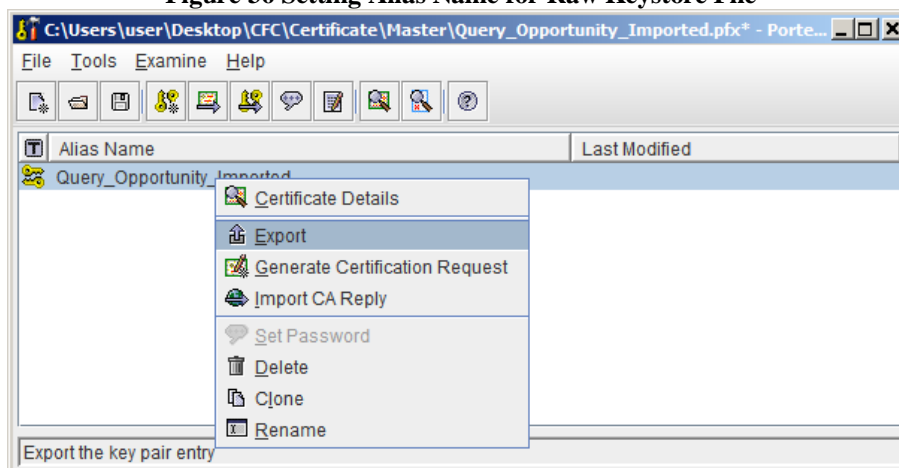 Figure 36 Setting Alias Name for Raw Keystore File
C:\Users\user\Desktop\CFC\Certificate\Master\Query_Opportunity_Imported.pfx* - Porte...
File Tools Examine Help
Alias Name Last Modified
Query_Opportunity_Imported
Certificate Details
Export
Generate Certification Request
Import CA Reply
Set Password
Delete
Clone
Rename
Export the key pair entry